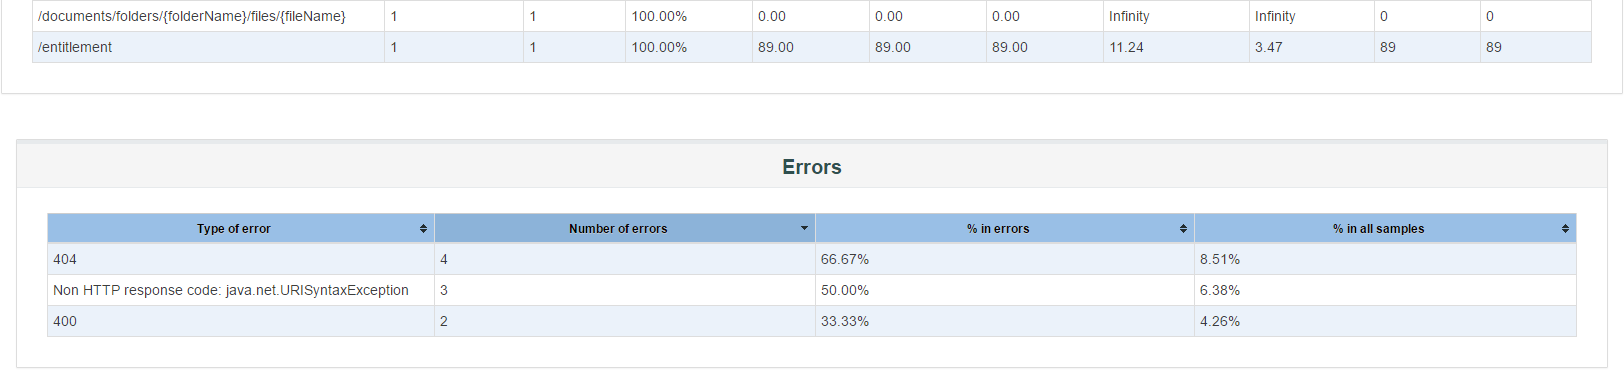 /documents/folders/{folderName}/files/{fileName} 1 1 100.00% 0.00 0.00 0.00 Infinity Infinity 0 0
/entitlement 1 1 100.00% 89.00 89.00 89.00 11.24 3.47 89 89
Errors
Type of error Number of errors % in errors % in all samples
404 4 66.67% 8.51%
Non HTTP response code: java.net.URISyntaxException 3 50.00% 6.38%
400 2 33.33% 4.26%